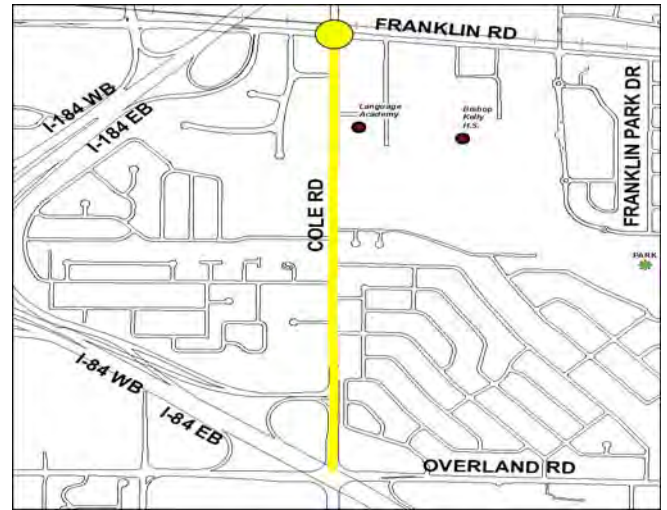 FRANKLIN RD
I-184 WB
I-184 EB
Language
Academy
Bishop
Kelly
H.S.
FRANKLIN PARK DR
COLE RD
PARK
I-84 WB
I-84 EB
OVERLAND RD